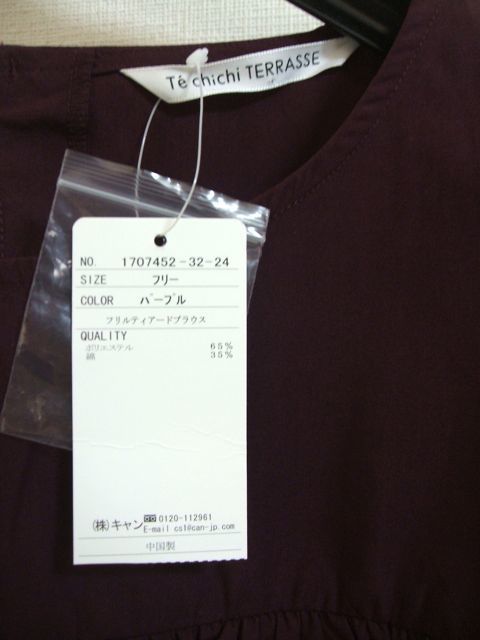 Té chichi TERRASSE
NO. 1707452-32-24
SIZE フリー
COLOR パープル
フリルティアードブラウス
QUALITY
ポリエステル 65%
綿 35%
(株)キャン 0120-112961
E-mail cs1@can-jp.com
中国製